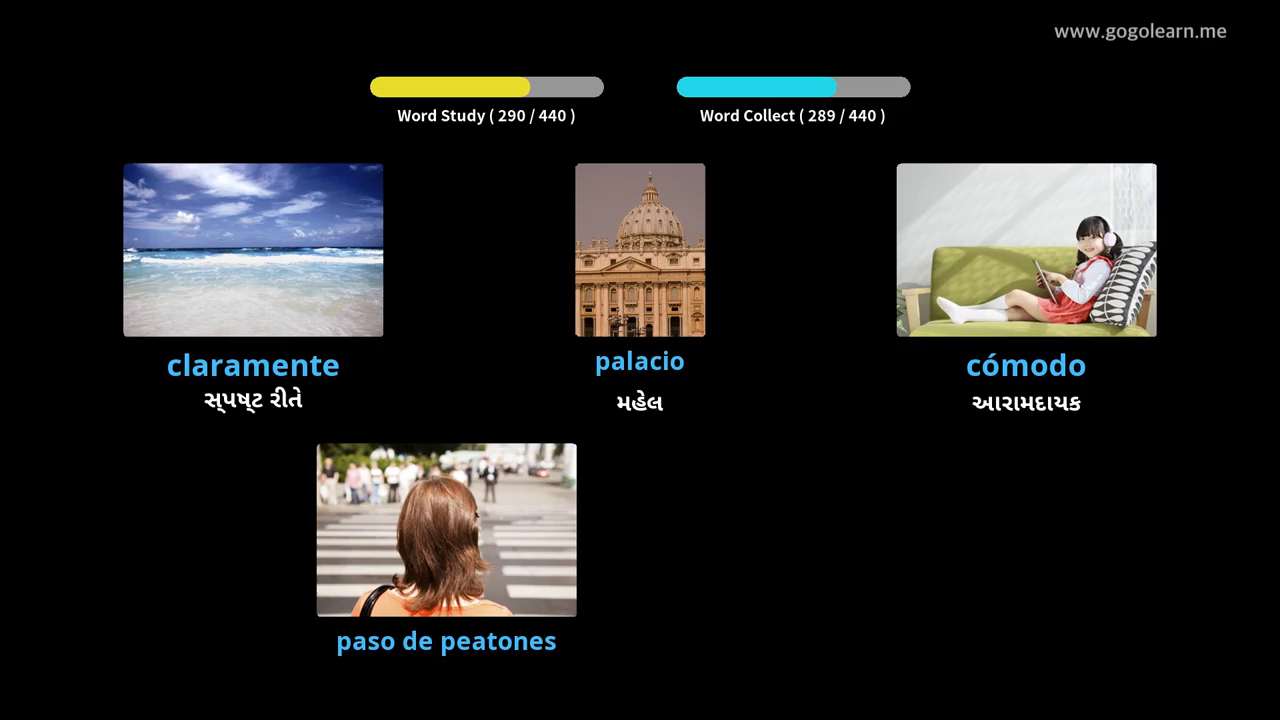 www.gogolearn.me
Word Study ( 290 / 440 )
Word Collect ( 289 / 440 )
claramente
સ્પષ્ટ રીતે
palacio
મહેલ
cómodo
આરામદાયક
paso de peatones